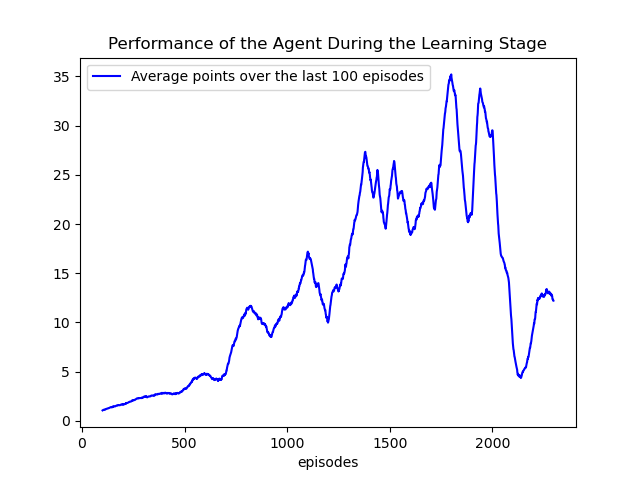 Performance of the Agent During the Learning Stage
Average points over the last 100 episodes
35
30
25
20
15
10
5
0
0 500 1000 1500 2000
episodes